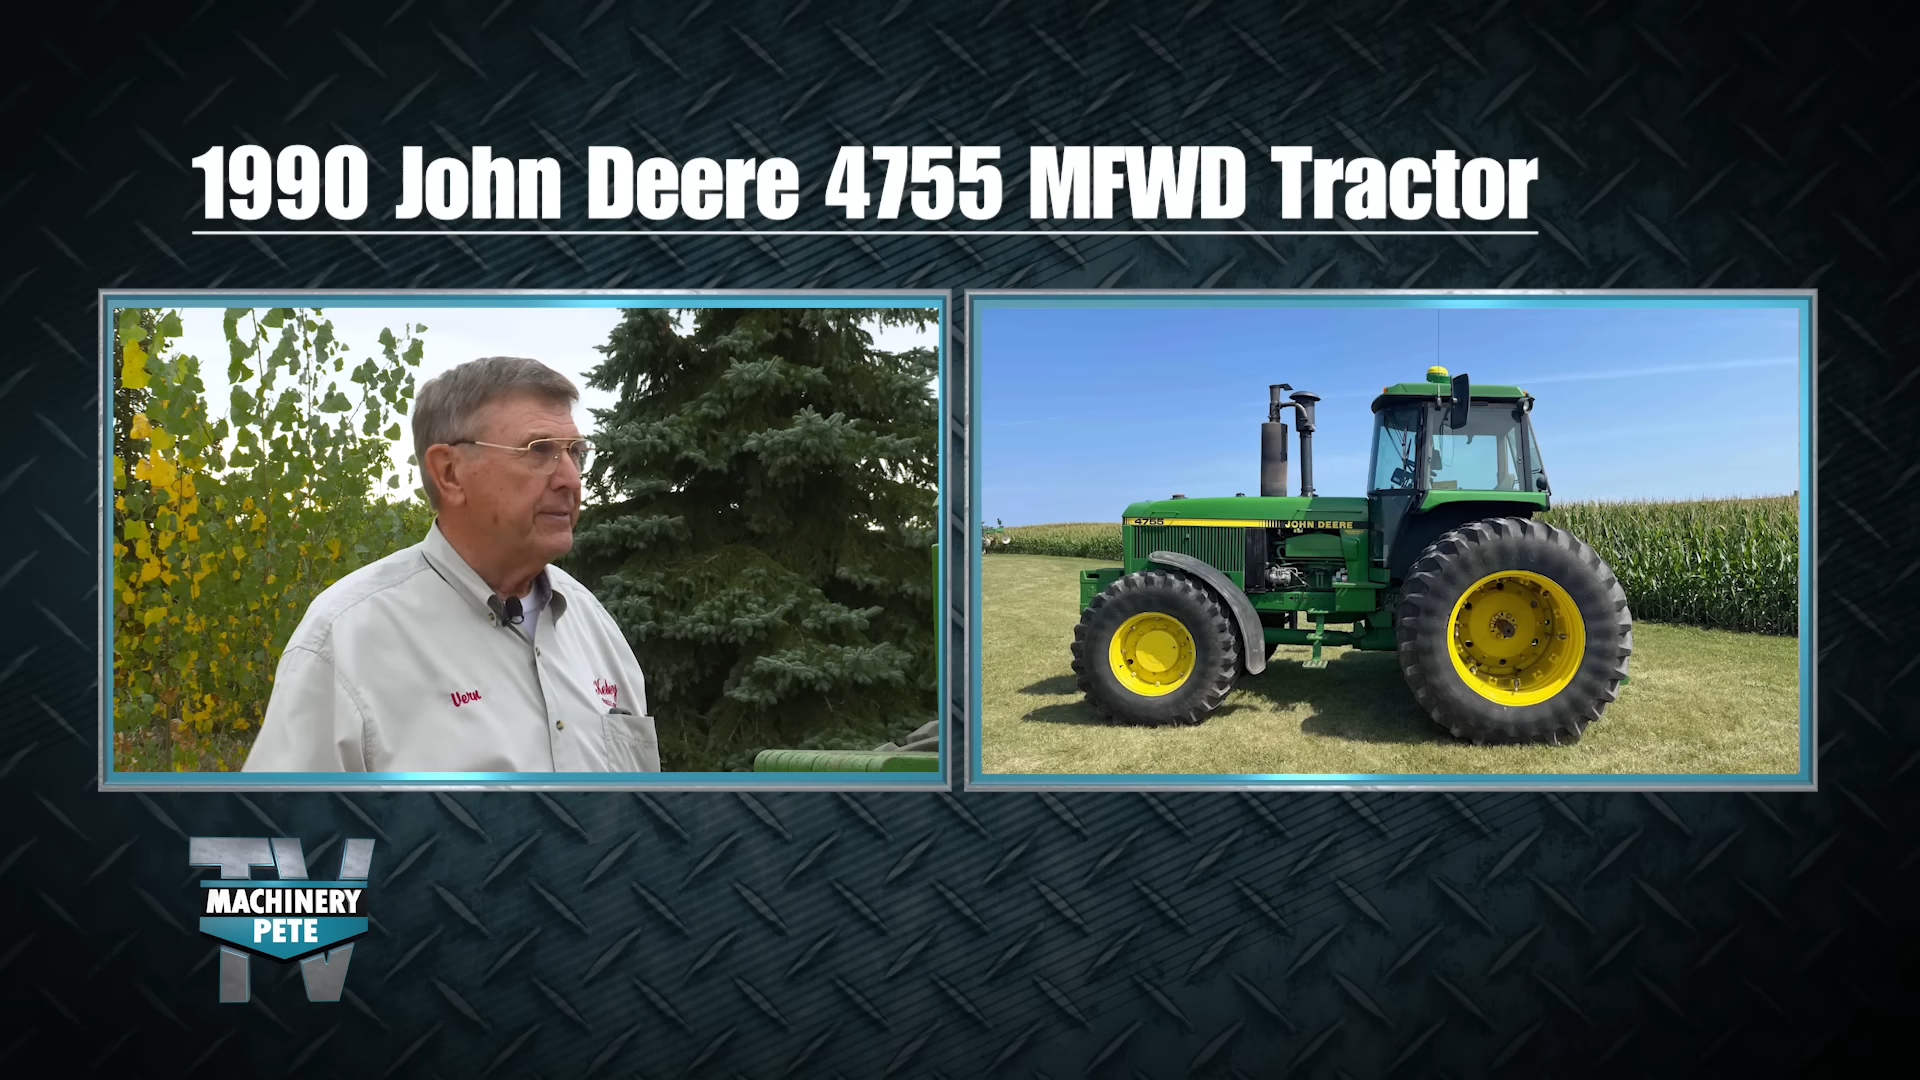 1990 John Deere 4755 MFWD Tractor
Vern
4755
JOHN DEERE
TV
MACHINERY
PETE